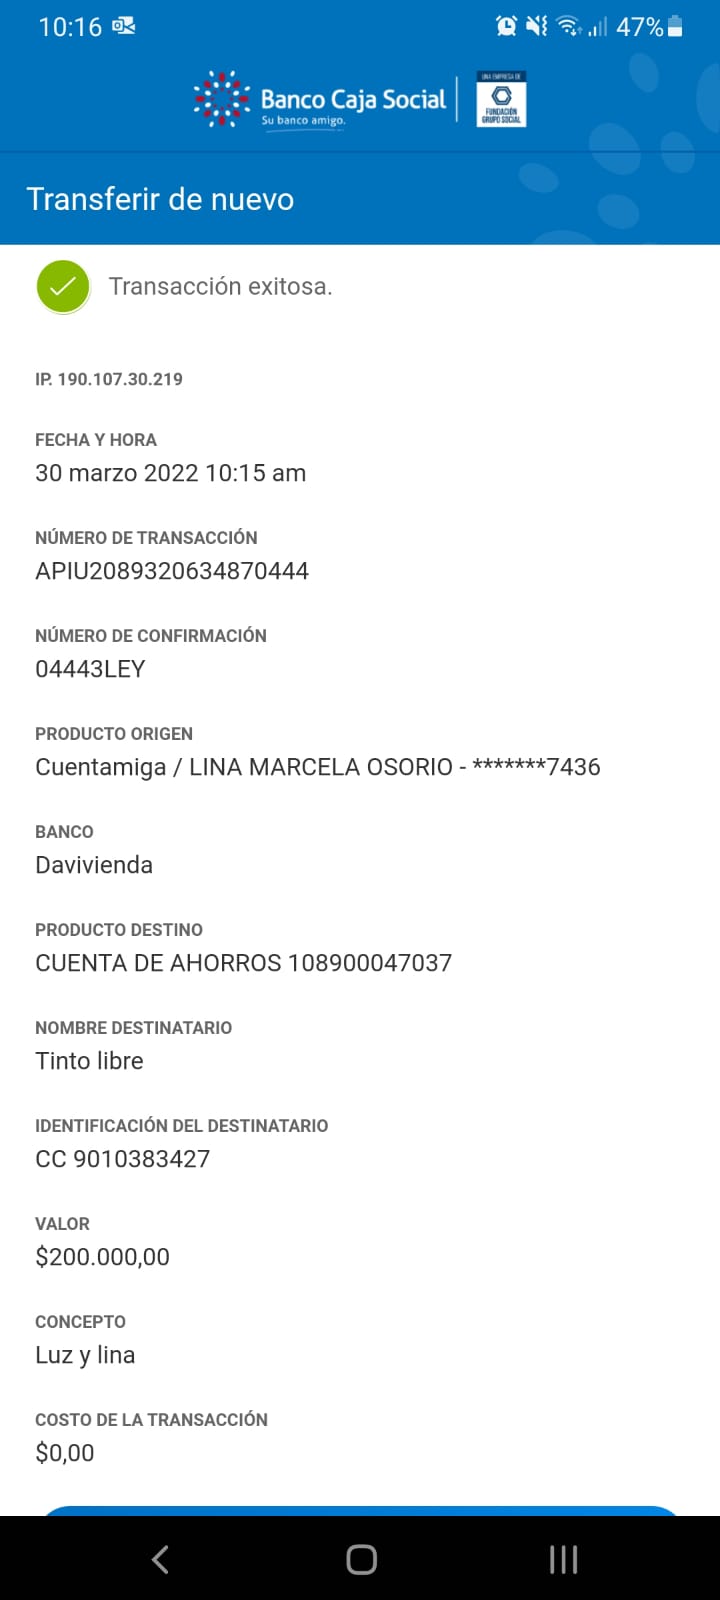 10:16
47%
Banco Caja Social
Su banco amigo.
UNA EMPRESA DE
FUNDACIÓN
GRUPO SOCIAL
Transferir de nuevo
Transacción exitosa.
IP. 190.107.30.219
FECHA Y HORA
30 marzo 2022 10:15 am
NÚMERO DE TRANSACCIÓN
APIU2089320634870444
NÚMERO DE CONFIRMACIÓN
04443LEY
PRODUCTO ORIGEN
Cuentamiga / LINA MARCELA OSORIO - *******7436
BANCO
Davivienda
PRODUCTO DESTINO
CUENTA DE AHORROS 108900047037
NOMBRE DESTINATARIO
Tinto libre
IDENTIFICACIÓN DEL DESTINATARIO
CC 9010383427
VALOR
$200.000,00
CONCEPTO
Luz y lina
COSTO DE LA TRANSACCIÓN
$0,00